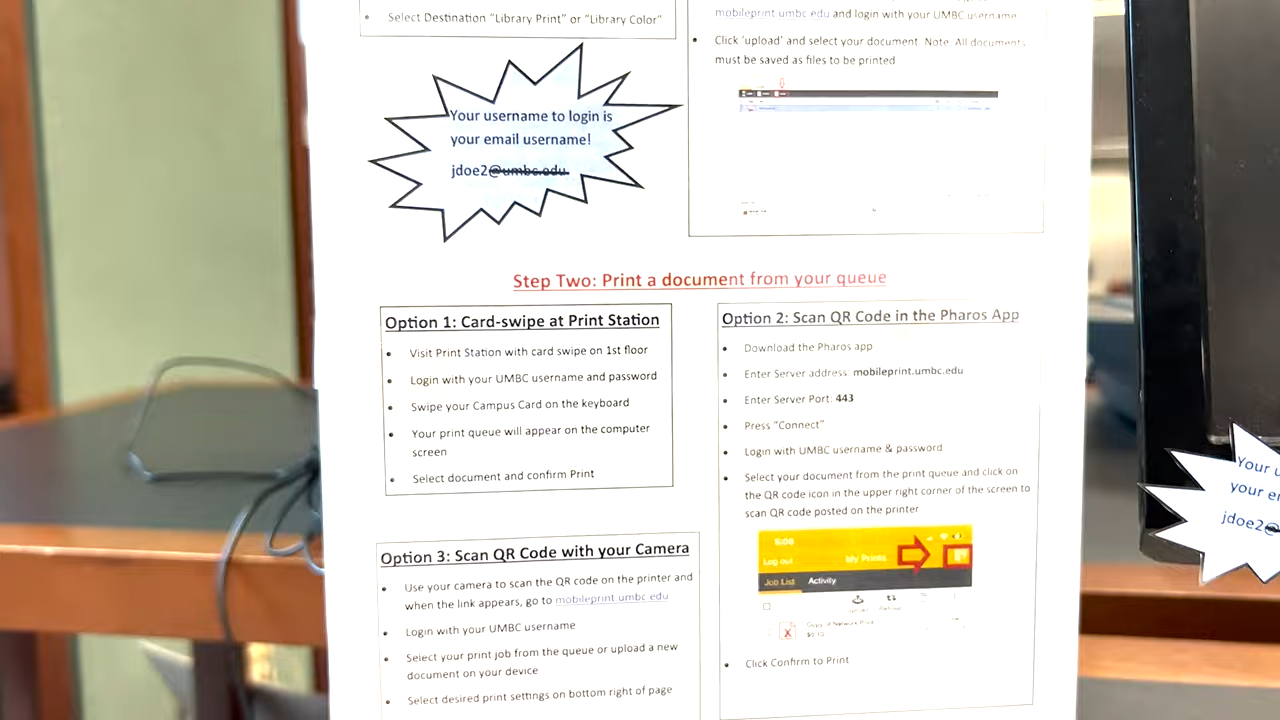 • Select Destination "Library Print" or "Library Color"
mobileprint.umbc.edu and login with your UMBC username
• Click 'upload' and select your document. Note: All documents
must be saved as files to be printed
Your username to login is
your email username!
jdoe2@umbc.edu
Step Two: Print a document from your queue
Option 1: Card-swipe at Print Station
• Visit Print Station with card swipe on 1st floor
• Login with your UMBC username and password
• Swipe your Campus Card on the keyboard
• Your print queue will appear on the computer
screen
• Select document and confirm Print
Option 2: Scan QR Code in the Pharos App
• Download the Pharos app
• Enter Server address: mobileprint.umbc.edu
• Enter Server Port: 443
• Press "Connect"
• Login with UMBC username & password
• Select your document from the print queue and click on
the QR code icon in the upper right corner of the screen to
scan QR code posted on the printer
5:08
Log out My Prints
Job List Activity
Copy of Network Print
$0.10
• Click Confirm to Print
Option 3: Scan QR Code with your Camera
• Use your camera to scan the QR code on the printer and
when the link appears, go to mobileprint.umbc.edu
• Login with your UMBC username
• Select your print job from the queue or upload a new
document on your device
• Select desired print settings on bottom right of page
Your
your
jdoe2@